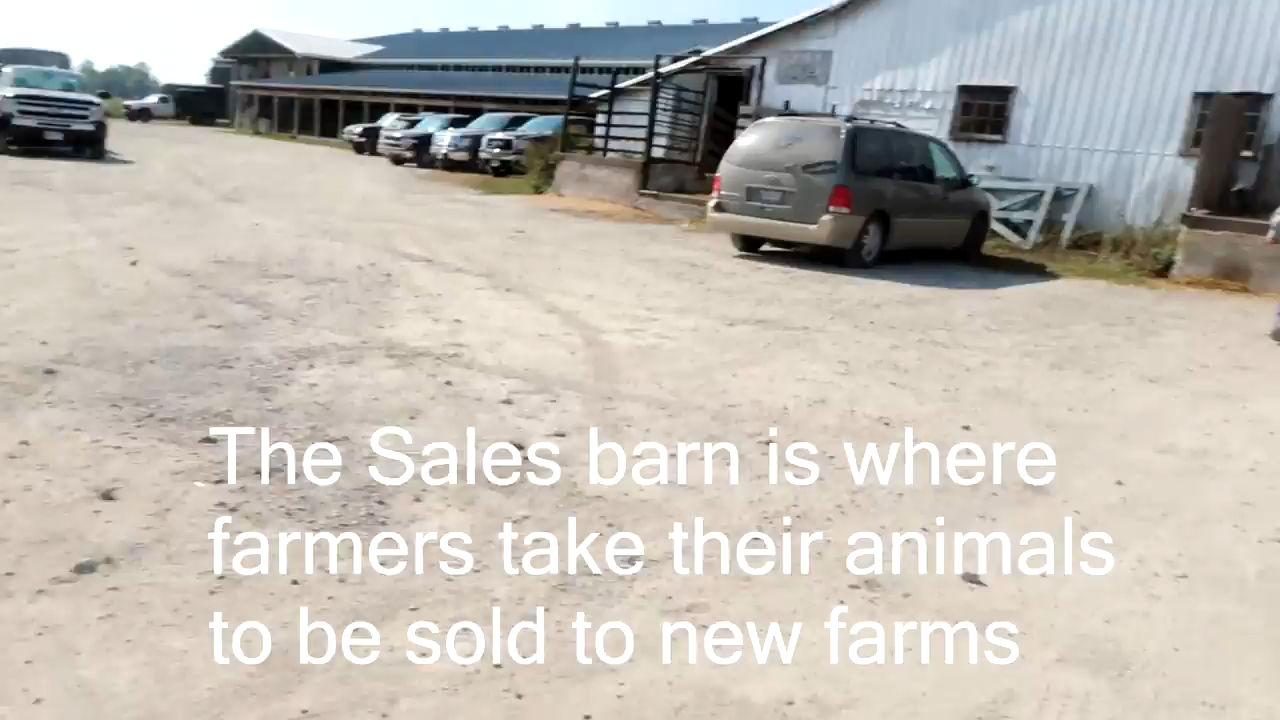 The Sales barn is where
farmers take their animals
to be sold to new farms